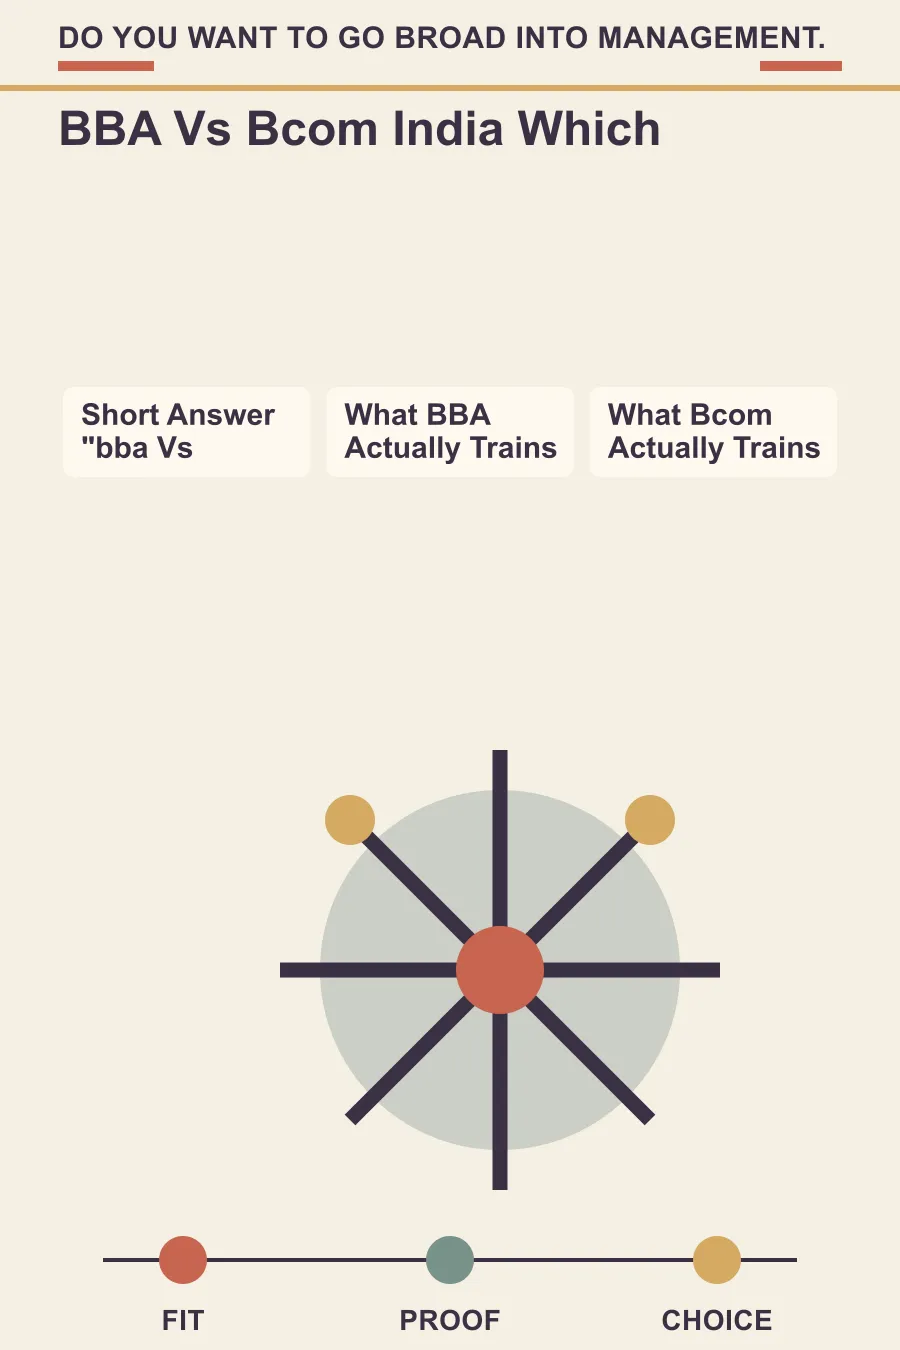 DO YOU WANT TO GO BROAD INTO MANAGEMENT.
BBA Vs Bcom India Which
Short Answer
"bba Vs
What BBA
Actually Trains
What Bcom
Actually Trains
FIT
PROOF
CHOICE